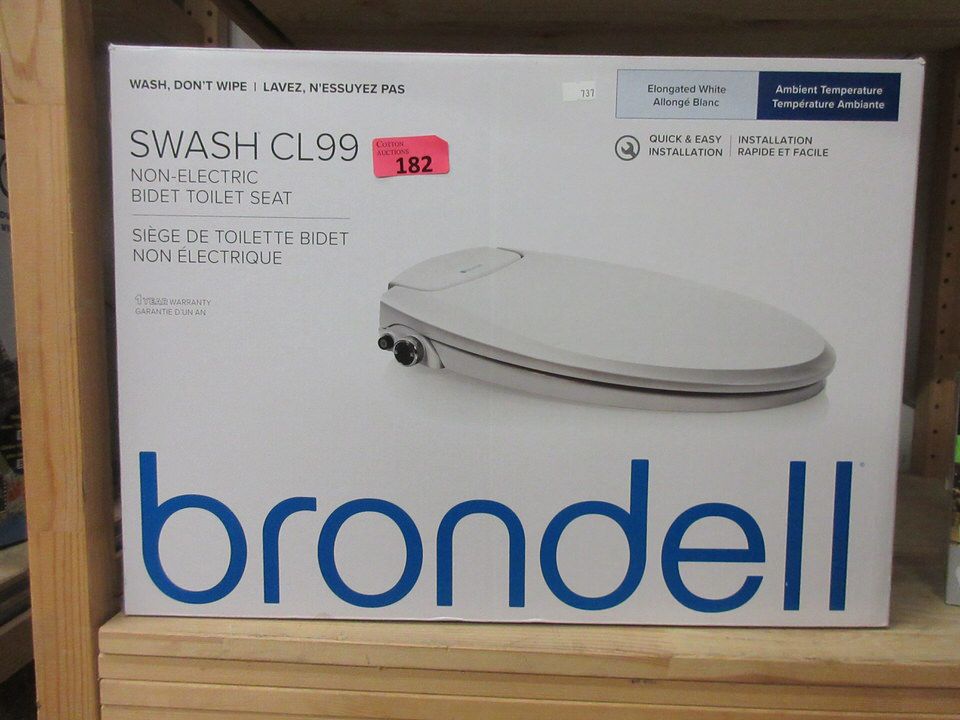 WASH, DON'T WIPE | LAVEZ, N'ESSUYEZ PAS
737
Elongated White
Allongé Blanc
Ambient Temperature
Température Ambiante
SWASH CL99
NON-ELECTRIC
BIDET TOILET SEAT
COTTON
AUCTIONS
182
QUICK & EASY
INSTALLATION
INSTALLATION
RAPIDE ET FACILE
SIÈGE DE TOILETTE BIDET
NON ÉLECTRIQUE
1 YEAR WARRANTY
GARANTIE D'UN AN
brondell